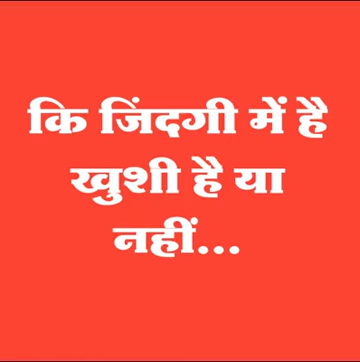 कि जिंदगी में है
खुशी है या
नहीं...